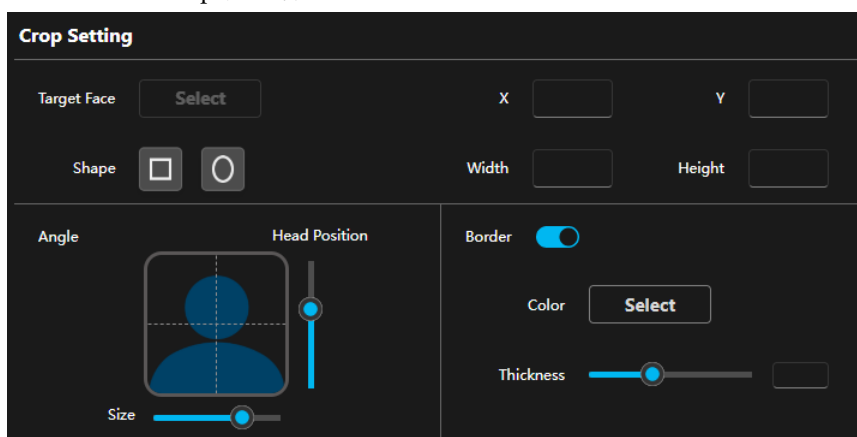 Crop Setting
Target Face Select X Y
Shape Width Height
Angle Head Position Border
Color Select
Thickness
Size